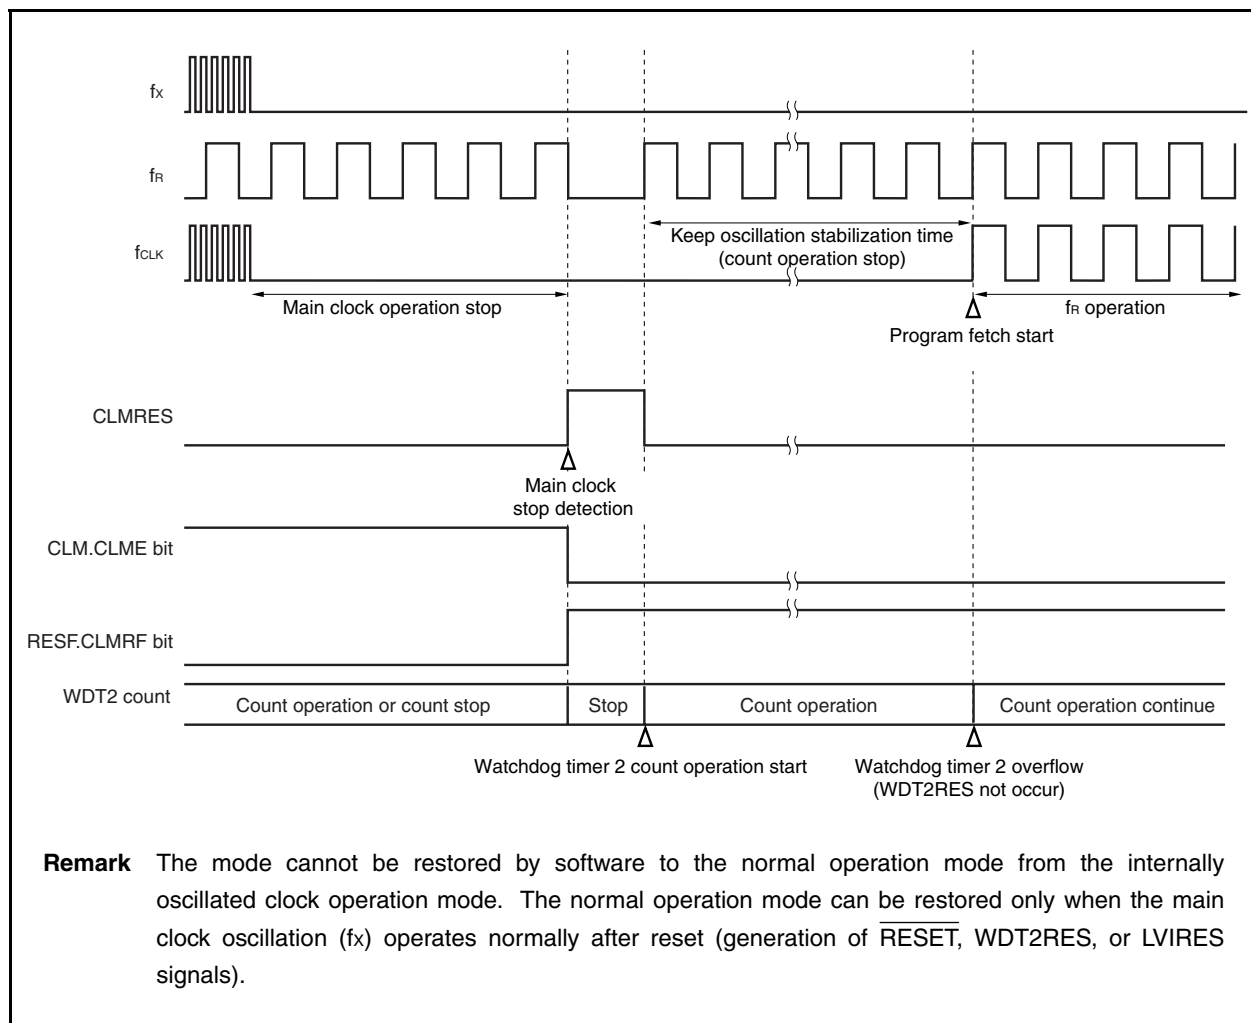 fX
fR
fCLK
Keep oscillation stabilization time
(count operation stop)
Main clock operation stop
fR operation
Program fetch start
CLMRES
Main clock
stop detection
CLM.CLME bit
RESF.CLMRF bit
WDT2 count
Count operation or count stop
Stop
Count operation
Count operation continue
Watchdog timer 2 count operation start
Watchdog timer 2 overflow
(WDT2RES not occur)
Remark The mode cannot be restored by software to the normal operation mode from the internally
oscillated clock operation mode. The normal operation mode can be restored only when the main
clock oscillation (fX) operates normally after reset (generation of RESET, WDT2RES, or LVIRES
signals).